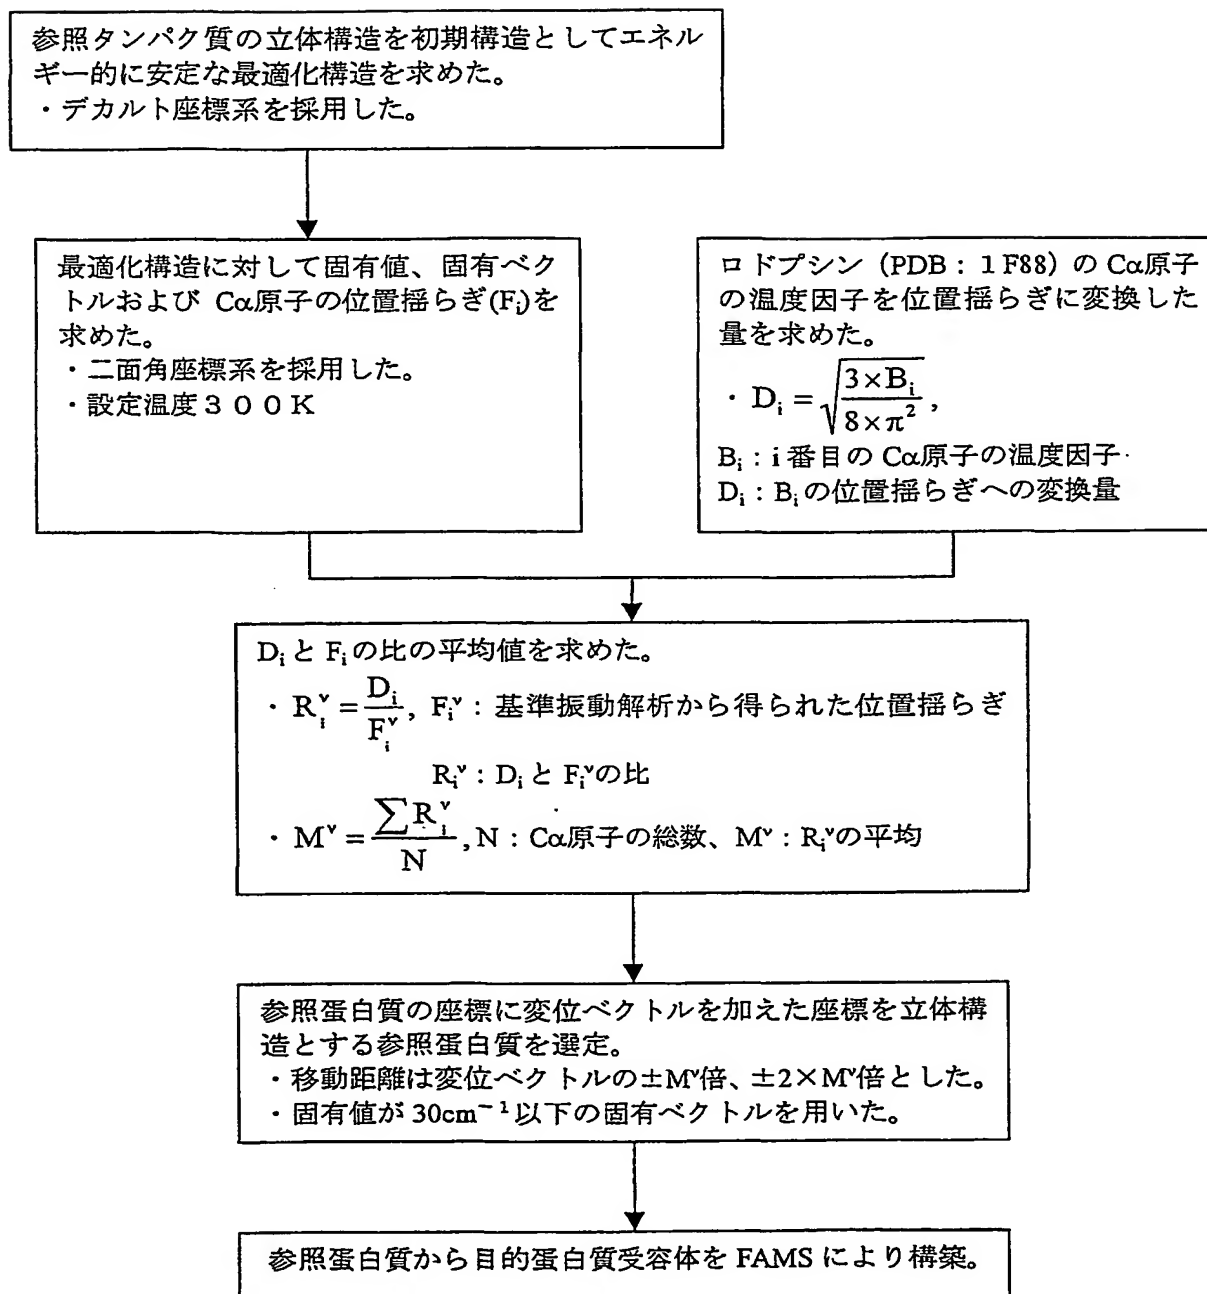 参照タンパク質の立体構造を初期構造としてエネル
ギー的に安定な最適化構造を求めた。
・デカルト座標系を採用した。
最適化構造に対して固有値、固有ベク
トルおよび Cα原子の位置揺らぎ(Fi)を
求めた。
・二面角座標系を採用した。
・設定温度３００K
ロドプシン（PDB：１F88）の Cα原子
の温度因子を位置揺らぎに変換した
量を求めた。
・Di = √(3×Bi / 8×π²) ,
Bi：i 番目の Cα原子の温度因子
Di：Biの位置揺らぎへの変換量
Diと Fiの比の平均値を求めた。
・Ri^v = Di / Fi^v , Fi^v：基準振動解析から得られた位置揺らぎ
Ri^v：Diと Fi^vの比
・M^v = ∑Ri^v / N , N：Cα原子の総数、M^v：Ri^vの平均
参照蛋白質の座標に変位ベクトルを加えた座標を立体構
造とする参照蛋白質を選定。
・移動距離は変位ベクトルの±M^v倍、±2×M^v倍とした。
・固有値が 30cm⁻¹以下の固有ベクトルを用いた。
参照蛋白質から目的蛋白質受容体を FAMS により構築。